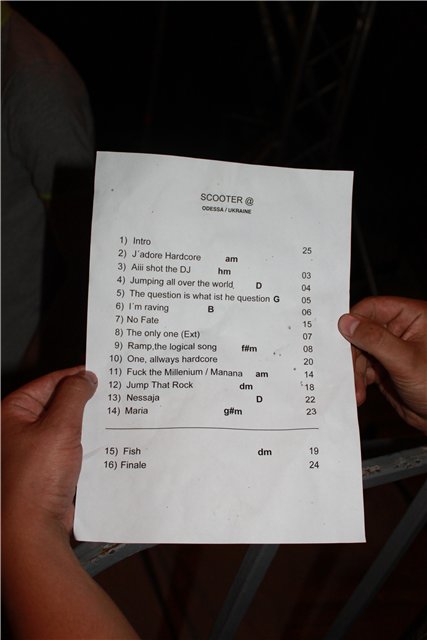 SCOOTER @
ODESSA / UKRAINE
1) Intro 25
2) J´adore Hardcore am
3) Aiii shot the DJ hm 03
4) Jumping all over the world, D 04
5) The question is what ist he question G 05
6) I´m raving B 06
7) No Fate 15
8) The only one (Ext) 07
9) Ramp,the logical song f#m 08
10) One, allways hardcore 20
11) Fuck the Millenium / Manana am 14
12) Jump That Rock dm 18
13) Nessaja D 22
14) Maria g#m 23
15) Fish dm 19
16) Finale 24